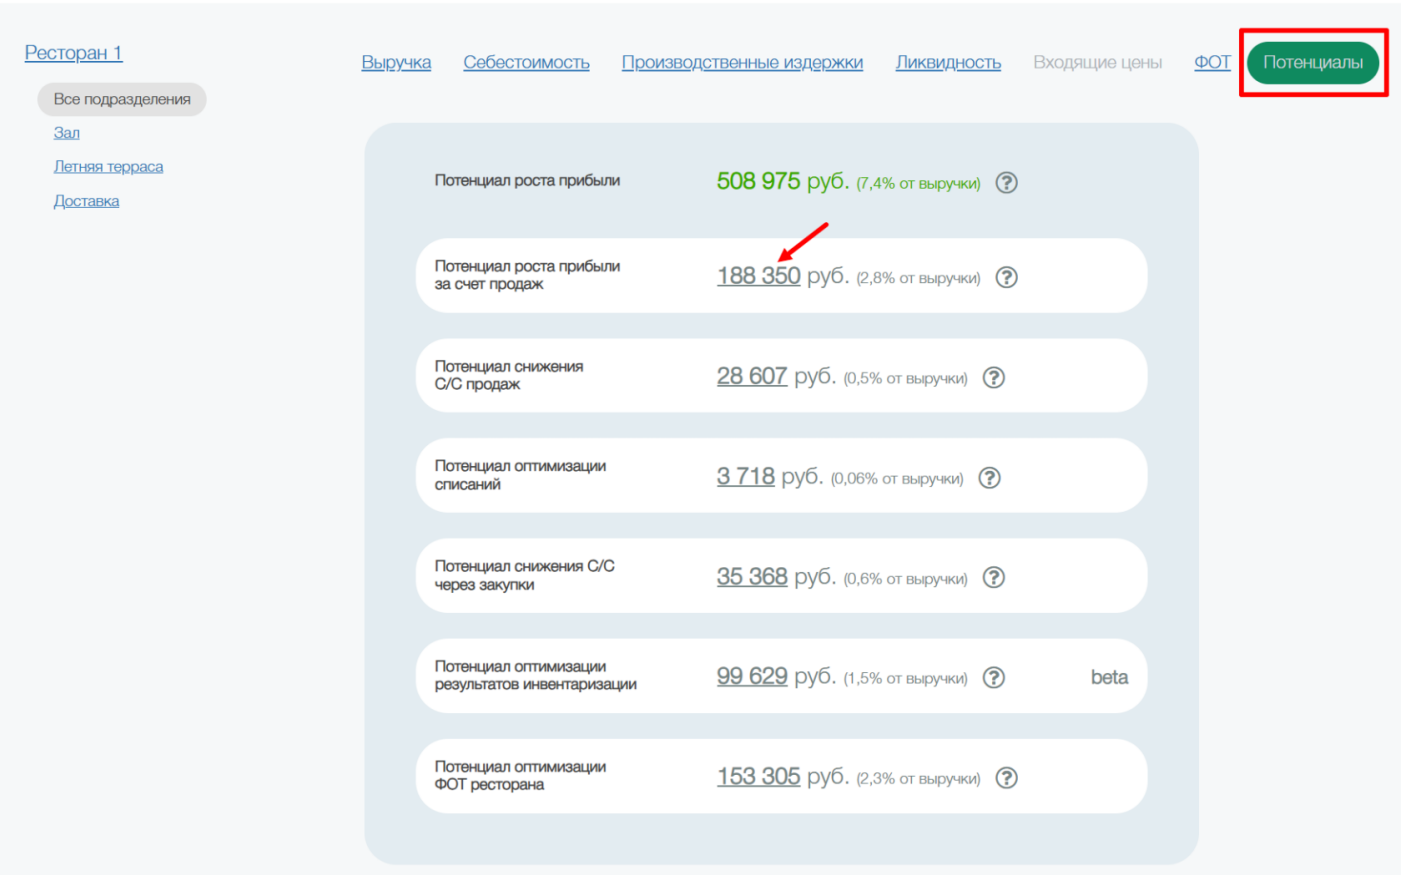 Ресторан 1
Выручка Себестоимость Производственные издержки Ликвидность Входящие цены ФОТ Потенциалы
Все подразделения
Зал
Летняя терраса
Доставка
Потенциал роста прибыли 508 975 руб. (7,4% от выручки) ?
Потенциал роста прибыли
за счет продаж
188 350 руб. (2,8% от выручки) ?
Потенциал снижения
С/С продаж
28 607 руб. (0,5% от выручки) ?
Потенциал оптимизации
списаний
3 718 руб. (0,06% от выручки) ?
Потенциал снижения С/С
через закупки
35 368 руб. (0,6% от выручки) ?
Потенциал оптимизации
результатов инвентаризации
99 629 руб. (1,5% от выручки) ? beta
Потенциал оптимизации
ФОТ ресторана
153 305 руб. (2,3% от выручки) ?